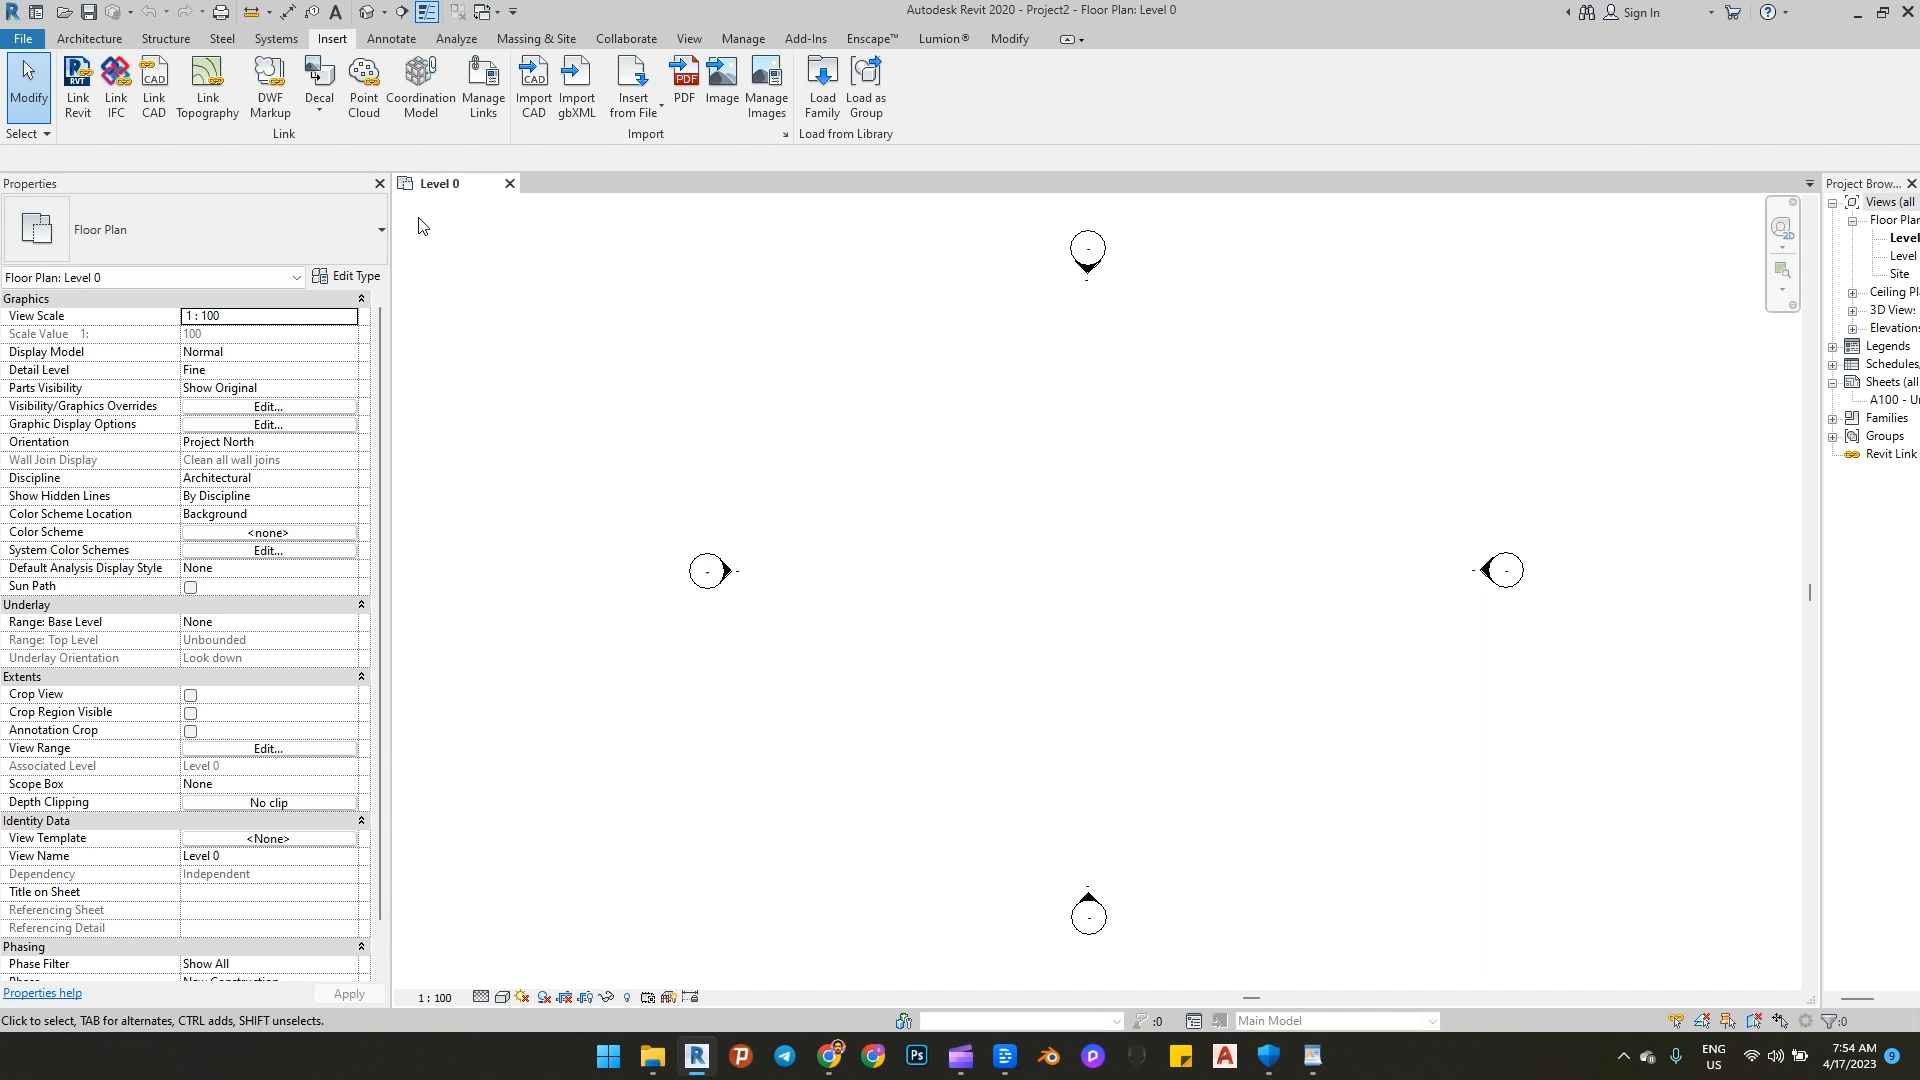 Autodesk Revit 2020 - Project2 - Floor Plan: Level 0
Sign In
File Architecture Structure Steel Systems Insert Annotate Analyze Massing & Site Collaborate View Manage Add-Ins Enscape™ Lumion® Modify
Modify
Link Revit
Link IFC
Link CAD
Link Topography
DWF Markup
Decal
Point Cloud
Coordination Model
Manage Links
Import CAD
Import gbXML
Insert from File
PDF
Image
Manage Images
Load Family
Load as Group
Select
Link
Import
Load from Library
Properties
Floor Plan
Floor Plan: Level 0
Edit Type
Graphics
View Scale 1 : 100
Scale Value 1: 100
Display Model Normal
Detail Level Fine
Parts Visibility Show Original
Visibility/Graphics Overrides Edit...
Graphic Display Options Edit...
Orientation Project North
Wall Join Display Clean all wall joins
Discipline Architectural
Show Hidden Lines By Discipline
Color Scheme Location Background
Color Scheme <none>
System Color Schemes Edit...
Default Analysis Display Style None
Sun Path
Underlay
Range: Base Level None
Range: Top Level Unbounded
Underlay Orientation Look down
Extents
Crop View
Crop Region Visible
Annotation Crop
View Range Edit...
Associated Level Level 0
Scope Box None
Depth Clipping No clip
Identity Data
View Template <None>
View Name Level 0
Dependency Independent
Title on Sheet
Referencing Sheet
Referencing Detail
Phasing
Phase Filter Show All
Properties help
Apply
Level 0
2D
Project Brow...
Views (all
Floor Plan
Level
Level
Site
Ceiling Pl
3D Views
Elevations
Legends
Schedules,
Sheets (all
A100 - Un
Families
Groups
Revit Link
1 : 100
Click to select, TAB for alternates, CTRL adds, SHIFT unselects.
:0
Main Model
:0
Ps
ENG
US
7:54 AM
4/17/2023
9